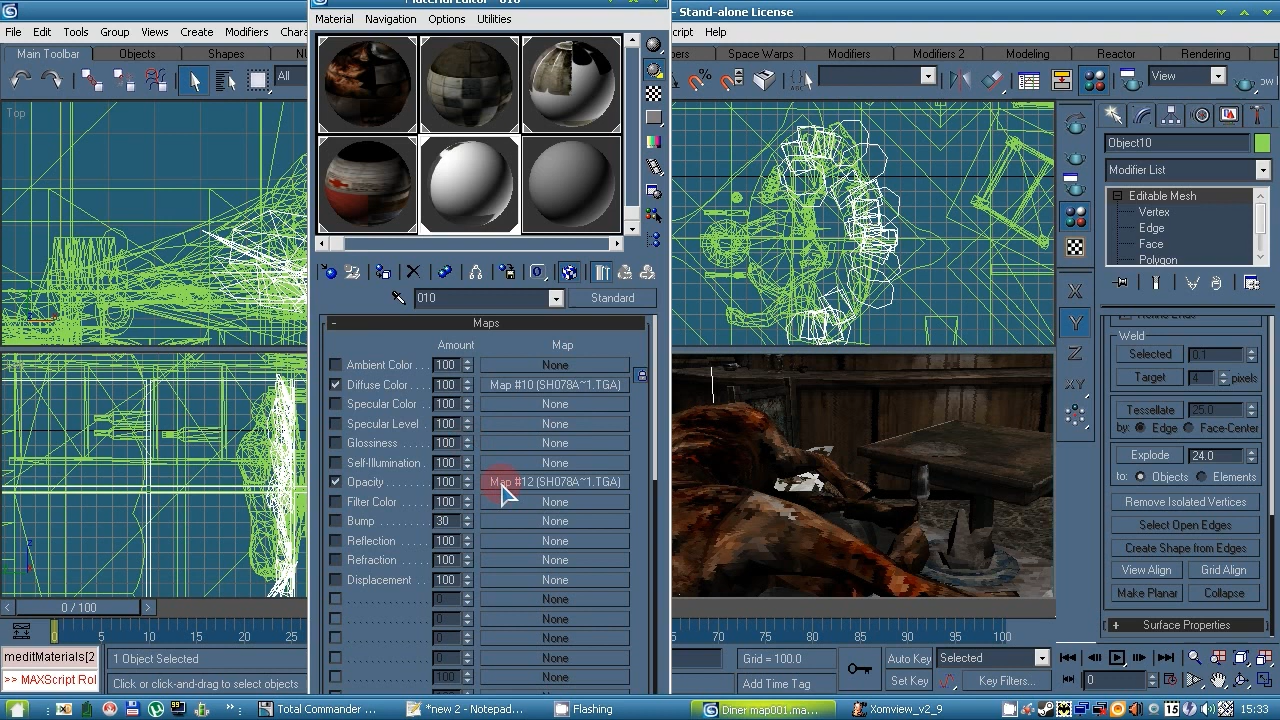 Stand-alone License
File Edit Tools Group Views Create Modifiers
Material Navigation Options Utilities
Help
Main Toolbar Objects Shapes
Space Warps Modifiers Modifiers 2 Modeling Reactor Rendering
All
View
Top
Object10
Modifier List
Editable Mesh
Vertex
Edge
Face
Polygon
010
Standard
Maps
Amount Map
Ambient Color 100 None
Diffuse Color 100 Map #10 (SH078A~1.TGA)
Specular Color 100 None
Specular Level 100 None
Glossiness 100 None
Self-Illumination 100 None
Opacity 100 Map #12 (SH078A~1.TGA)
Filter Color 100 None
Bump 30 None
Reflection 100 None
Refraction 100 None
Displacement 100 None
0 None
0 None
0 None
0 None
100 None
X
Y
Z
XY
Weld
Selected 0.1
Target 4 pixels
Tessellate 25.0
by: Edge Face-Center
Explode 24.0
to: Objects Elements
Remove Isolated Vertices
Select Open Edges
Create Shape from Edges
View Align Grid Align
Make Planar Collapse
+ Surface Properties
0 / 100
0 5 10 15 20 25
65 70 75 80 85 90 95 100
meditMaterials[2
>> MAXScript Rol
1 Object Selected
Click or click-and-drag to select objects
Grid = 100.0
Add Time Tag
Auto Key Selected
Set Key Key Filters...
0
Total Commander ...
*new 2 - Notepad...
Flashing
Diner map001.ma...
Xomview_v2_9
15:33